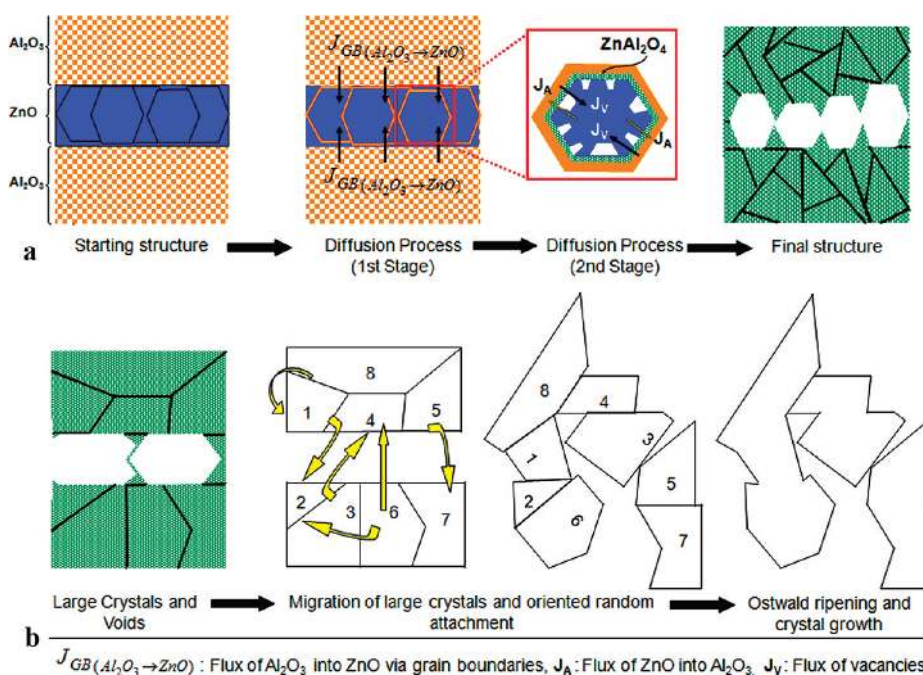 Al₂O₃
ZnO
Al₂O₃
J GB(Al₂O₃→ZnO)
J GB(Al₂O₃→ZnO)
ZnAl₂O₄
J_A
J_V
J_V
J_A
a
Starting structure
Diffusion Process
(1st Stage)
Diffusion Process
(2nd Stage)
Final structure
8
1
4
5
2
3
6
7
8
4
3
1
5
2
6
7
Large Crystals and
Voids
Migration of large crystals and oriented random
attachment
Ostwald ripening and
crystal growth
b
J GB(Al₂O₃→ZnO) : Flux of Al₂O₃ into ZnO via grain boundaries, J_A : Flux of ZnO into Al₂O₃, J_V : Flux of vacancies